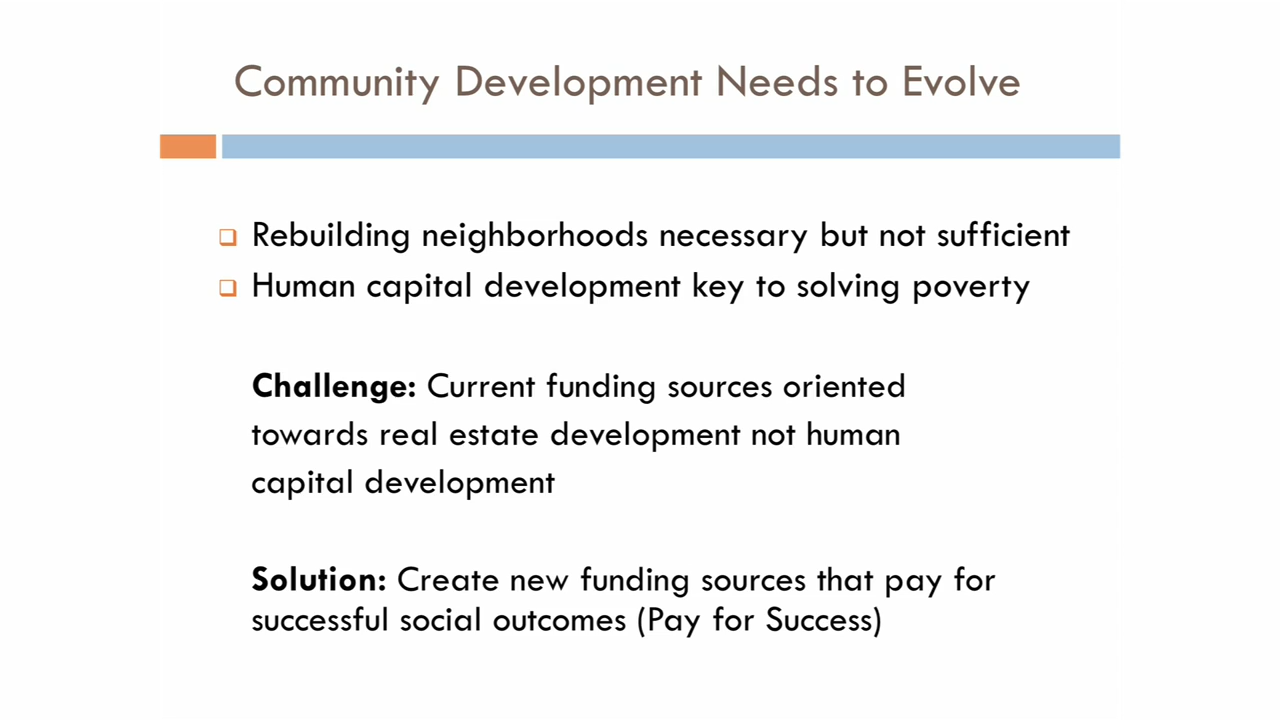 Community Development Needs to Evolve
Rebuilding neighborhoods necessary but not sufficient
Human capital development key to solving poverty
Challenge: Current funding sources oriented
towards real estate development not human
capital development
Solution: Create new funding sources that pay for
successful social outcomes (Pay for Success)